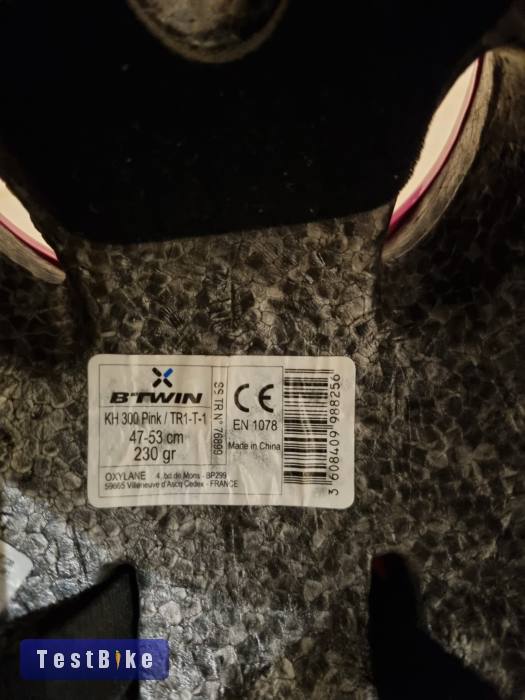 B'TWIN
KH 300 Pink / TR1-T-1
47-53 cm
230 gr
SS TR N° 76899
CE
EN 1078
Made in China
3 608409 988256
OXYLANE 4, bd de Mons - BP299
59665 Villeneuve d'Ascq Cedex - FRANCE
TestBike